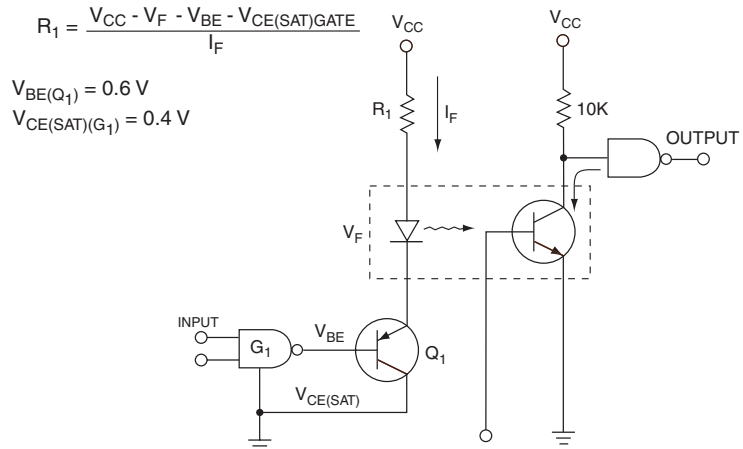 R1 = VCC - VF - VBE - VCE(SAT)GATE
IF
VBE(Q1) = 0.6 V
VCE(SAT)(G1) = 0.4 V
VCC
VCC
R1
IF
10K
OUTPUT
VF
INPUT
G1
VBE
Q1
VCE(SAT)